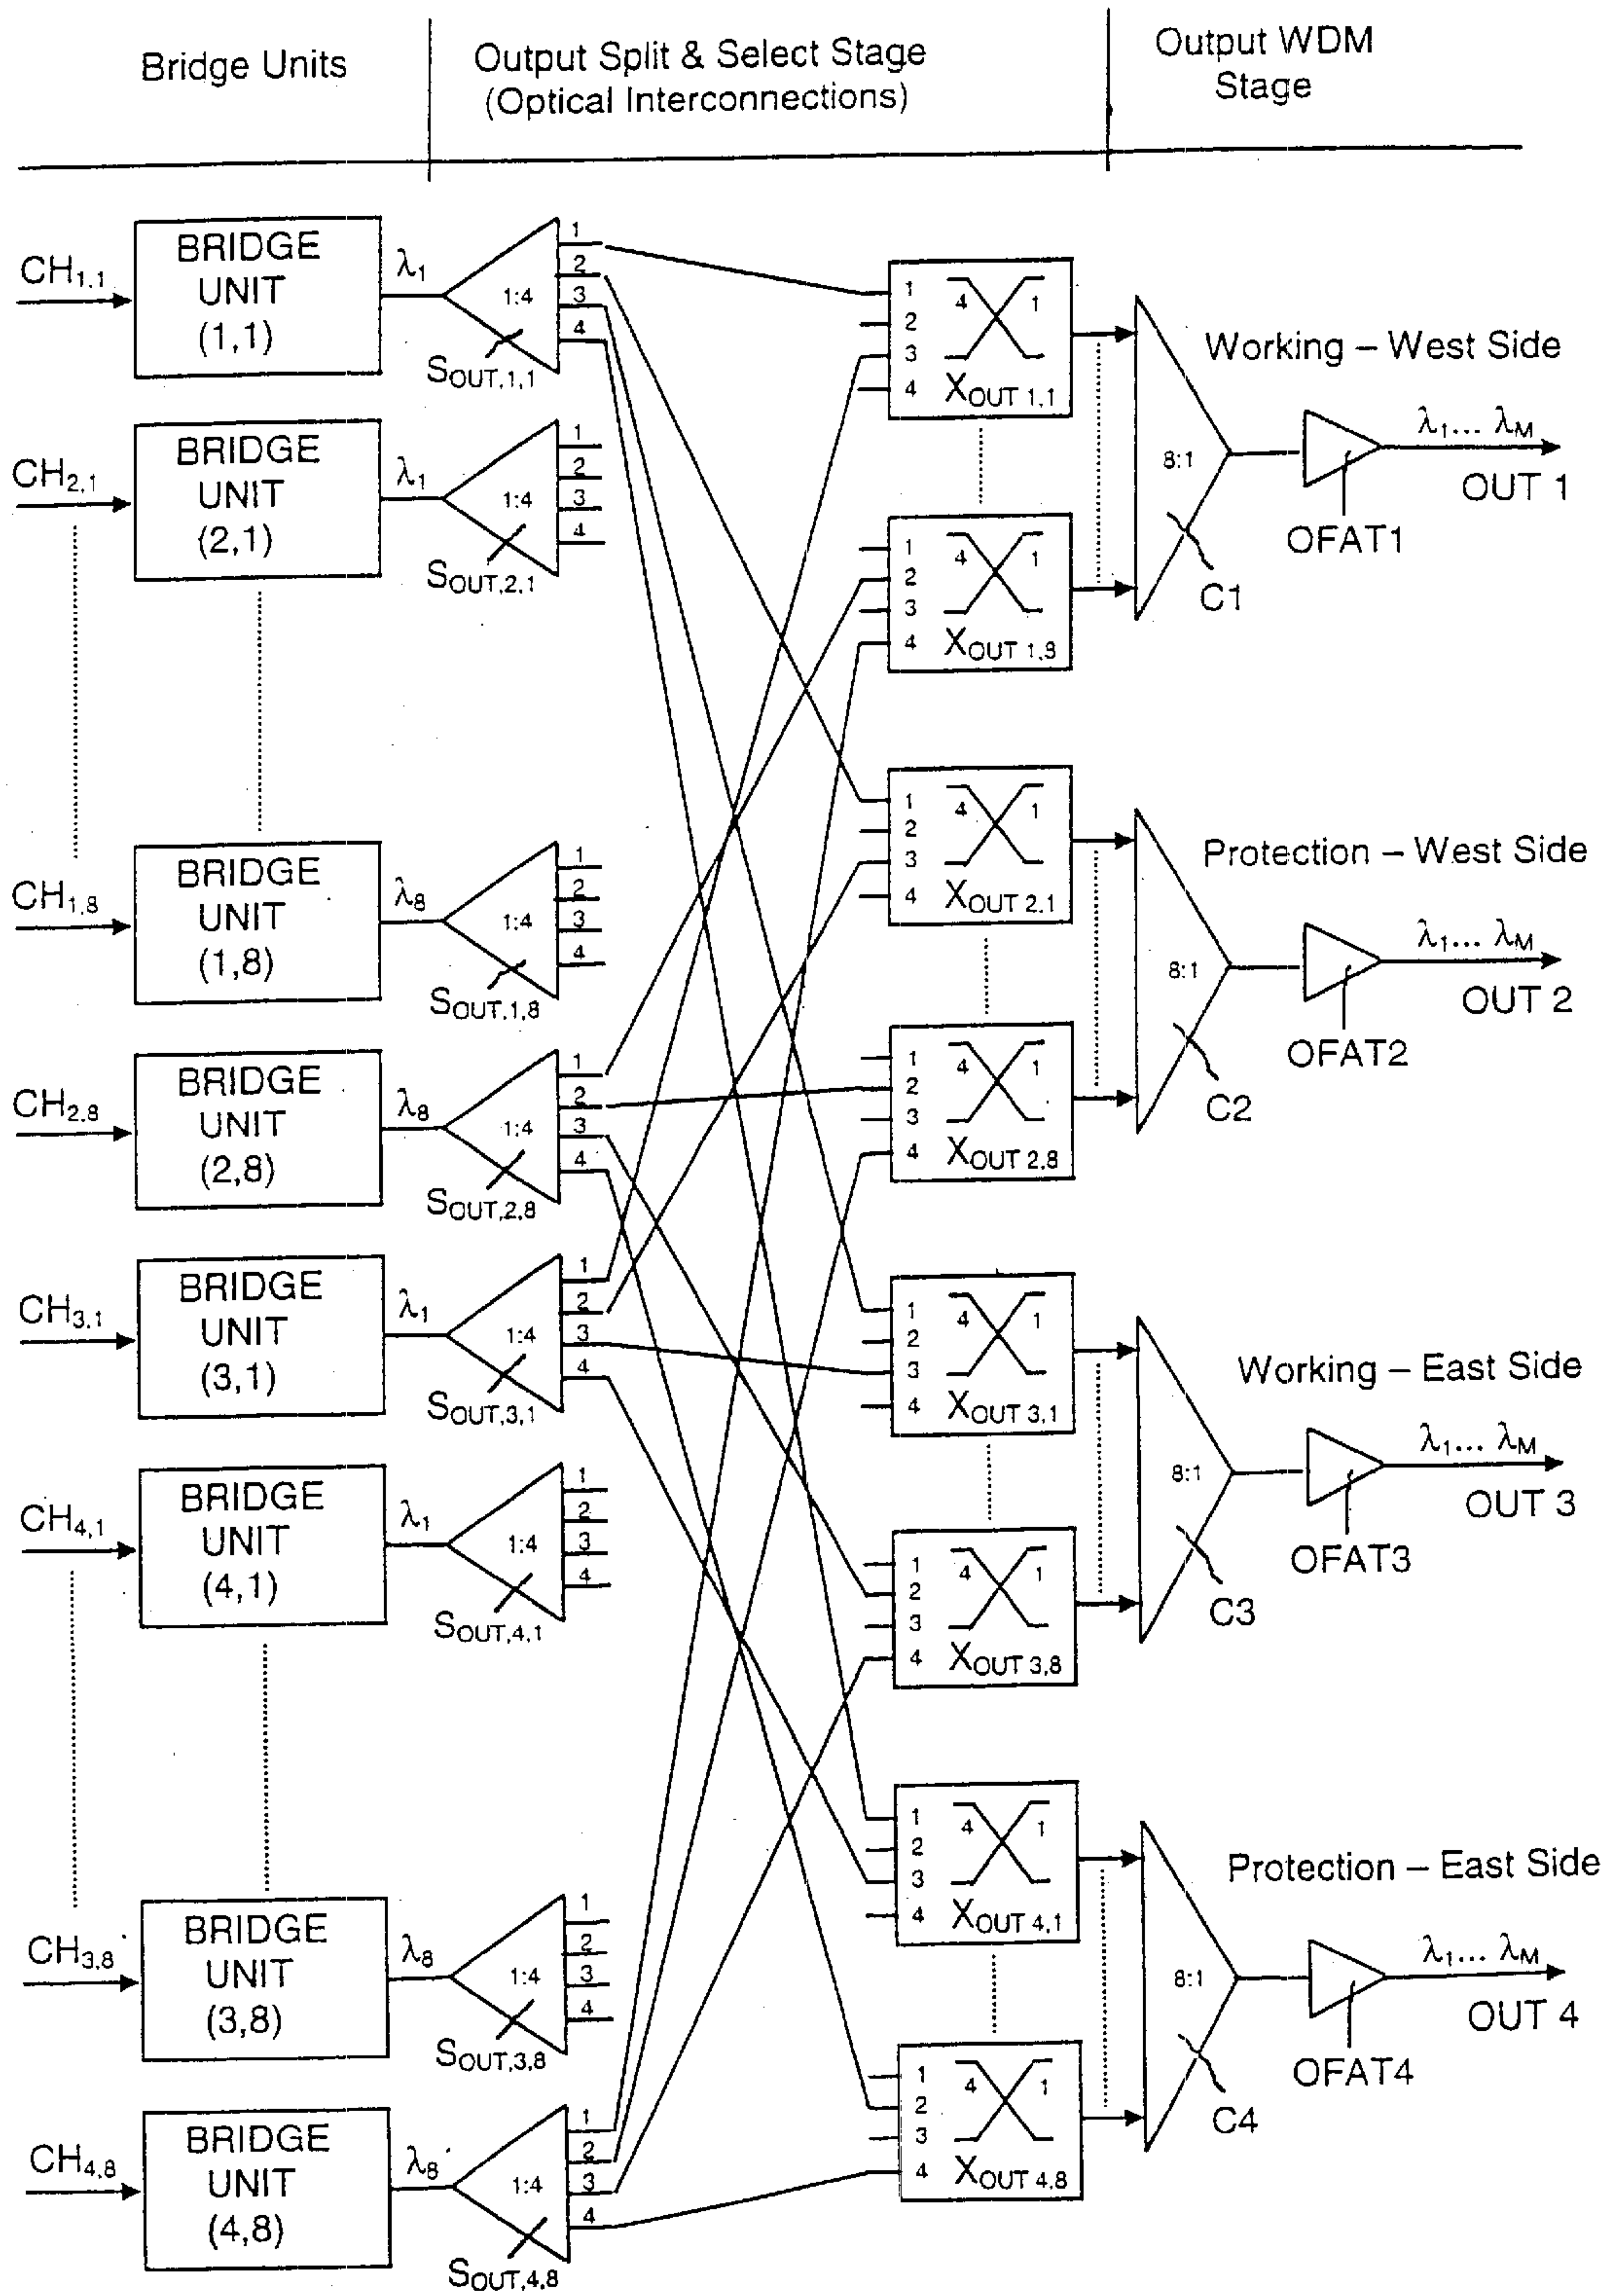 Bridge Units
Output Split & Select Stage
(Optical Interconnections)
Output WDM
Stage
CH1,1
BRIDGE
UNIT
(1,1)
λ1
1:4
1
2
3
4
SOUT,1,1
CH2,1
BRIDGE
UNIT
(2,1)
λ1
1:4
1
2
3
4
SOUT,2,1
CH1,8
BRIDGE
UNIT
(1,8)
λ8
1:4
1
2
3
4
SOUT,1,8
CH2,8
BRIDGE
UNIT
(2,8)
λ8
1:4
1
2
3
4
SOUT,2,8
CH3,1
BRIDGE
UNIT
(3,1)
λ1
1:4
1
2
3
4
SOUT,3,1
CH4,1
BRIDGE
UNIT
(4,1)
λ1
1:4
1
2
3
4
SOUT,4,1
CH3,8
BRIDGE
UNIT
(3,8)
λ8
1:4
1
2
3
4
SOUT,3,8
CH4,8
BRIDGE
UNIT
(4,8)
λ8
1:4
1
2
3
4
SOUT,4,8
1
2
3
4
4 1
XOUT 1,1
1
2
3
4
4 1
XOUT 1,8
8:1
C1
Working – West Side
λ1... λM
OUT 1
OFAT1
1
2
3
4
4 1
XOUT 2,1
1
2
3
4
4 1
XOUT 2,8
8:1
C2
Protection – West Side
λ1... λM
OUT 2
OFAT2
1
2
3
4
4 1
XOUT 3,1
1
2
3
4
4 1
XOUT 3,8
8:1
C3
Working – East Side
λ1... λM
OUT 3
OFAT3
1
2
3
4
4 1
XOUT 4,1
1
2
3
4
4 1
XOUT 4,8
8:1
C4
Protection – East Side
λ1... λM
OUT 4
OFAT4